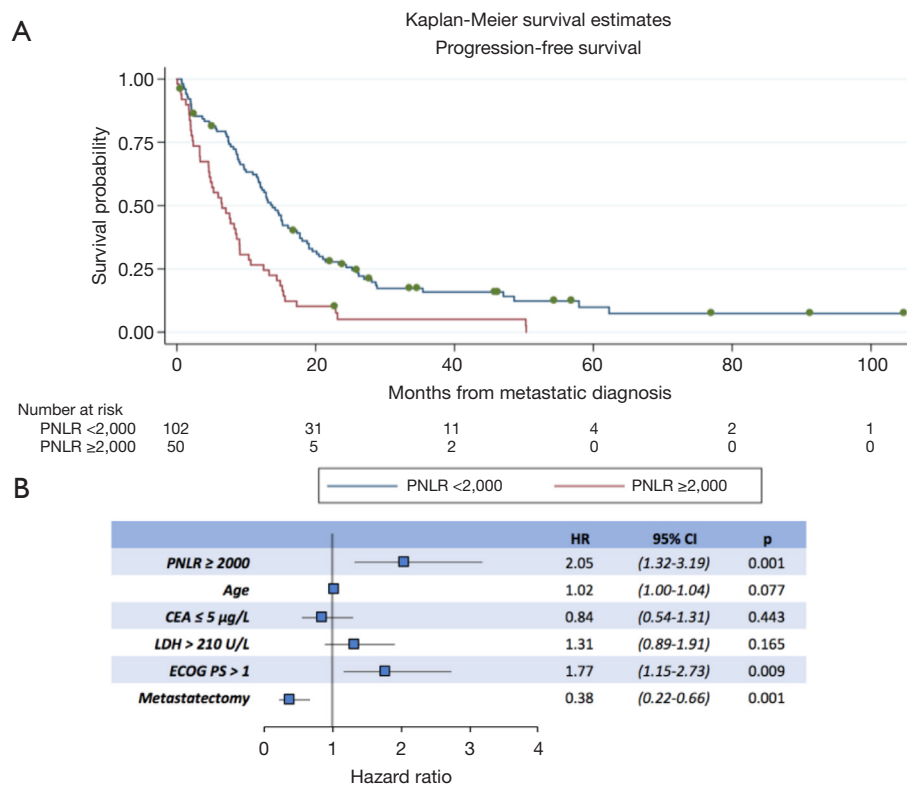 A
Kaplan-Meier survival estimates
Progression-free survival
Survival probability
1.00
0.75
0.50
0.25
0.00
0 20 40 60 80 100
Months from metastatic diagnosis
Number at risk
PNLR <2,000 102 31 11 4 2 1
PNLR ≥2,000 50 5 2 0 0 0
PNLR <2,000 PNLR ≥2,000
B
HR 95% CI p
PNLR ≥ 2000 2.05 (1.32-3.19) 0.001
Age 1.02 (1.00-1.04) 0.077
CEA ≤ 5 µg/L 0.84 (0.54-1.31) 0.443
LDH > 210 U/L 1.31 (0.89-1.91) 0.165
ECOG PS > 1 1.77 (1.15-2.73) 0.009
Metastatectomy 0.38 (0.22-0.66) 0.001
0 1 2 3 4
Hazard ratio